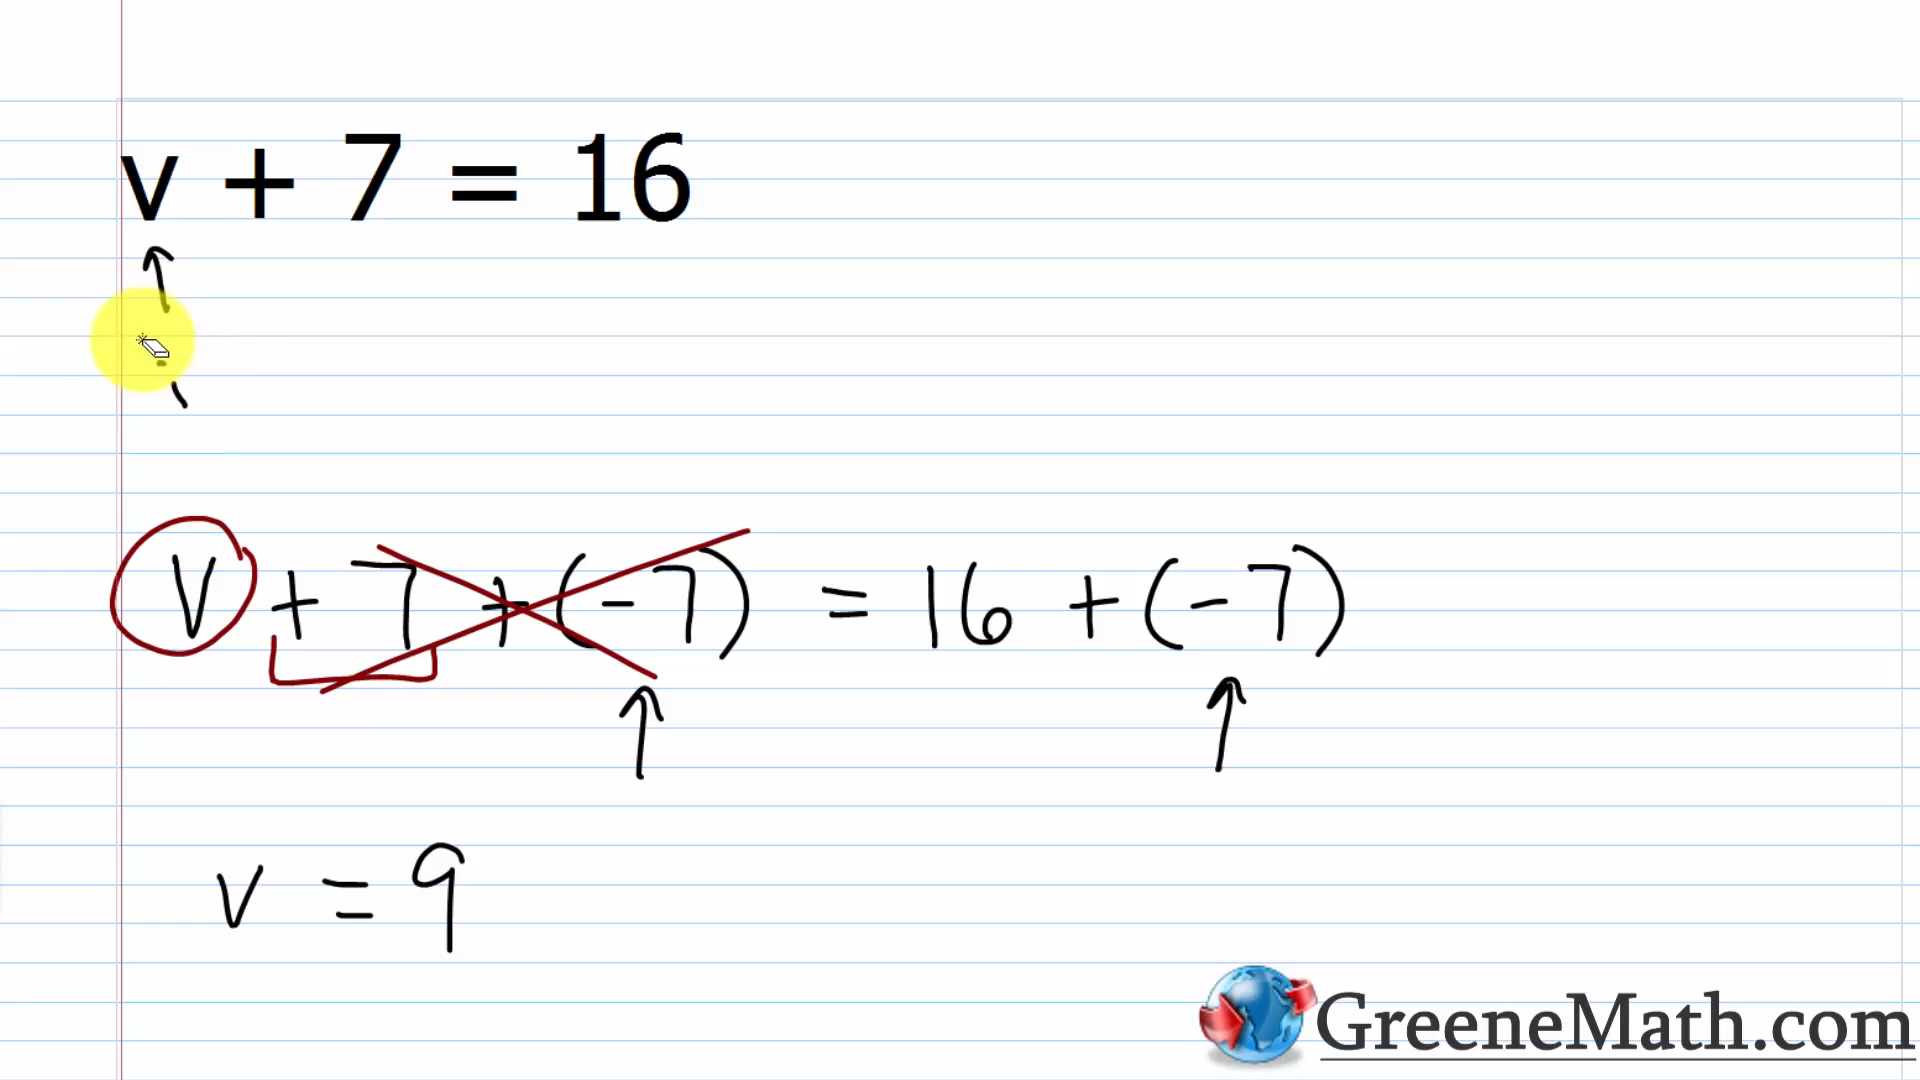 v + 7 = 16
V + 7 + (-7) = 16 + (-7)
v = 9
GreeneMath.com